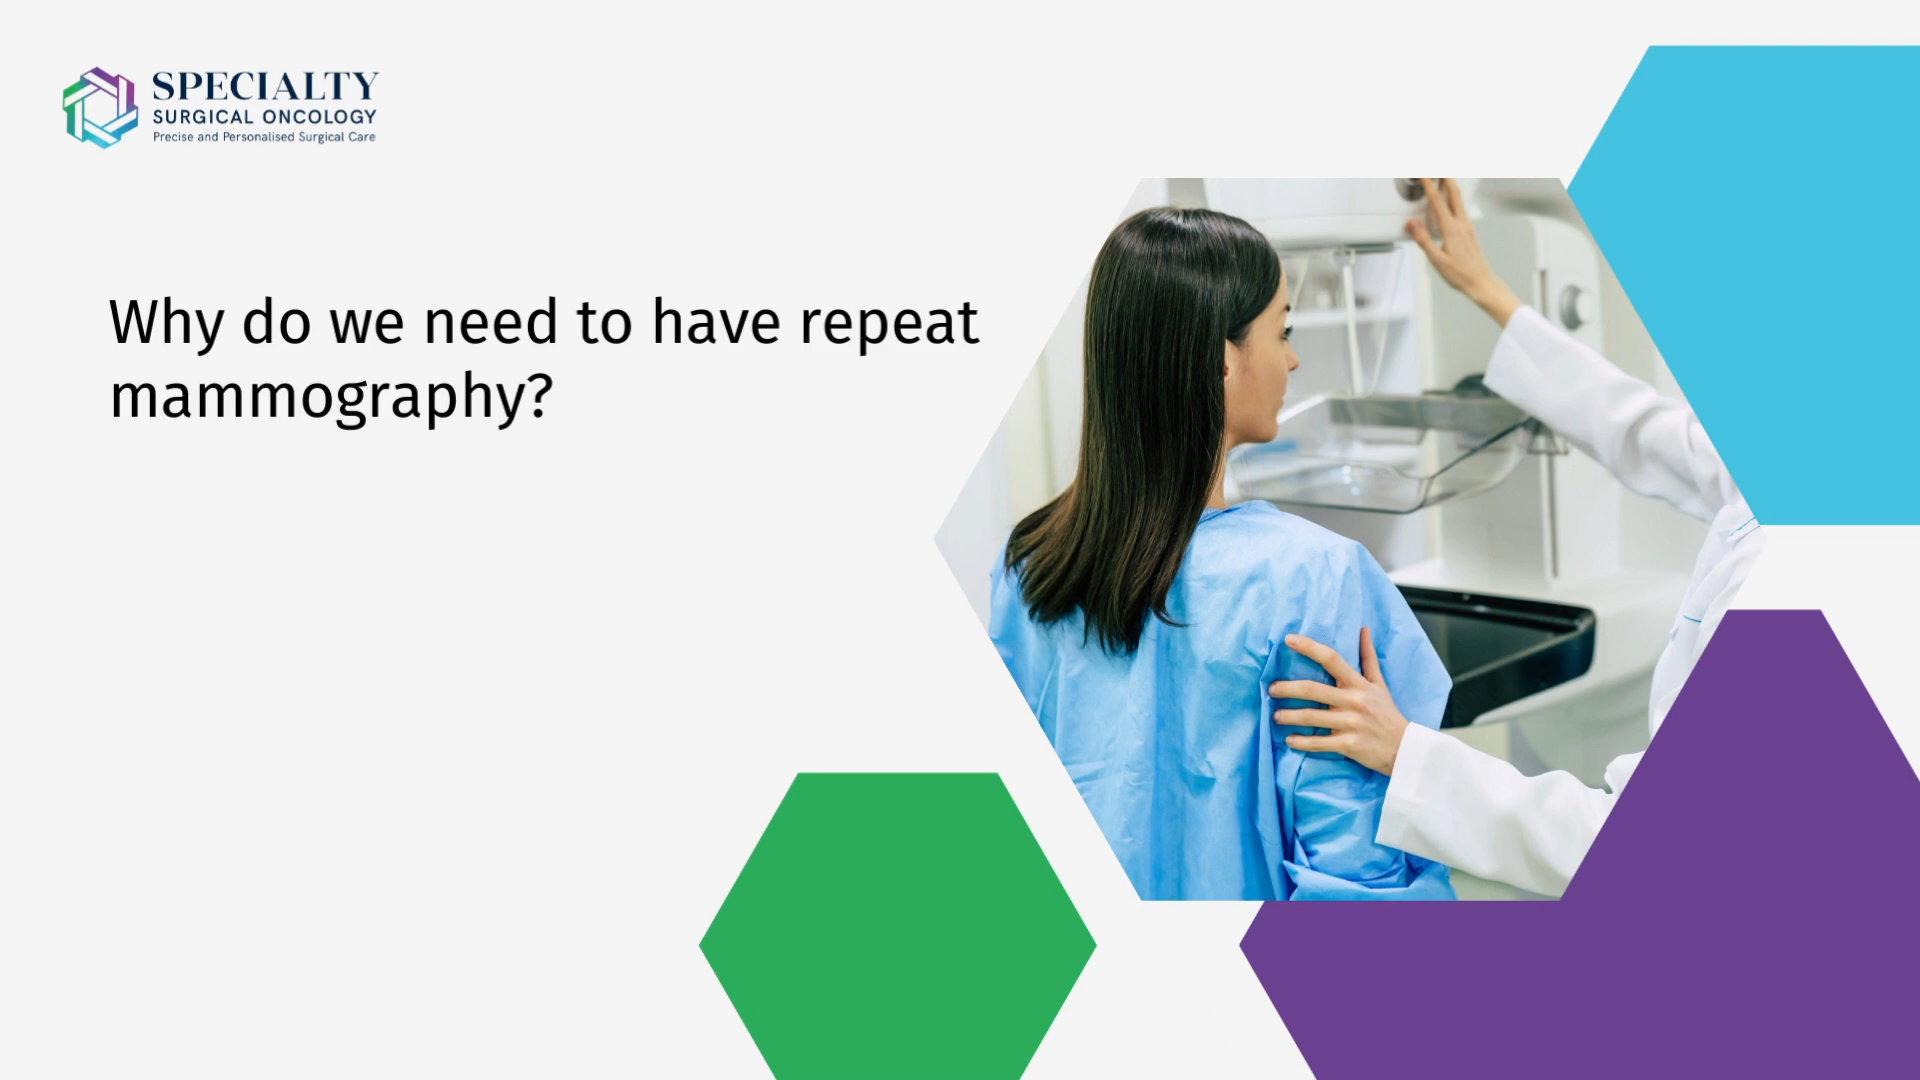 SPECIALTY
SURGICAL ONCOLOGY
Precise and Personalised Surgical Care
Why do we need to have repeat
mammography?